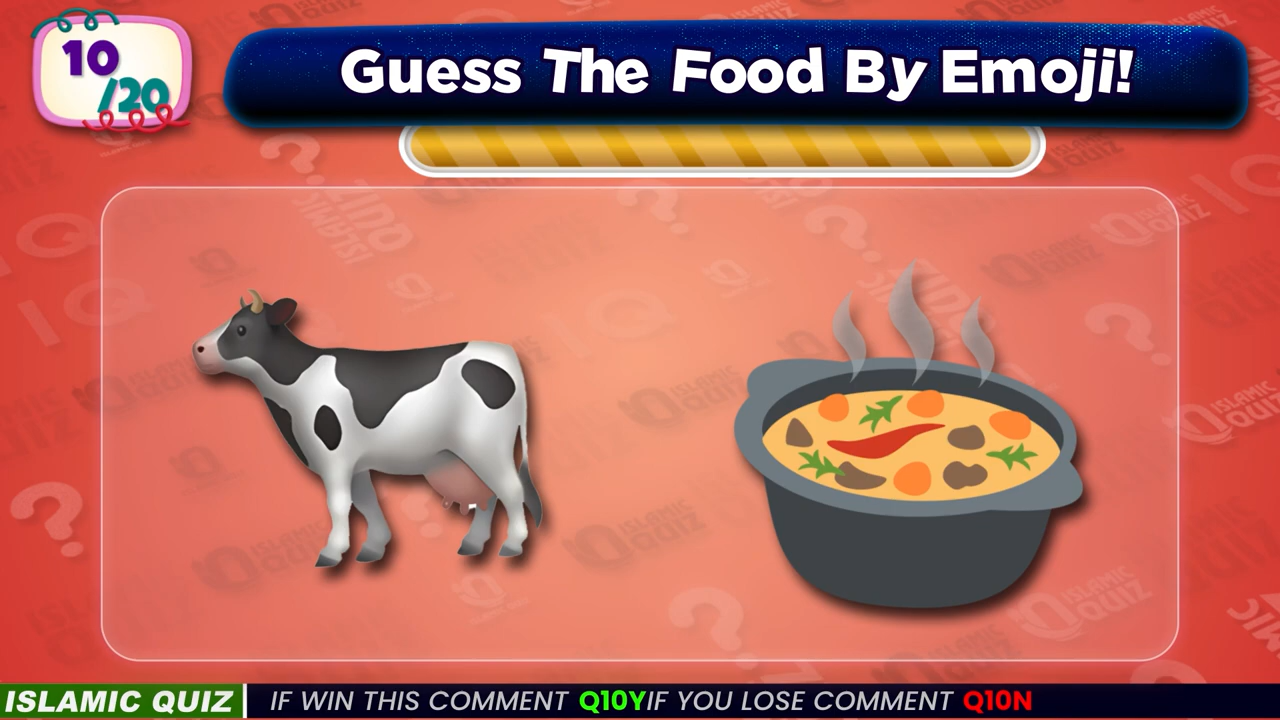 10
/20
Guess The Food By Emoji!
ISLAMIC QUIZ
IF WIN THIS COMMENT Q10YIF YOU LOSE COMMENT Q10N